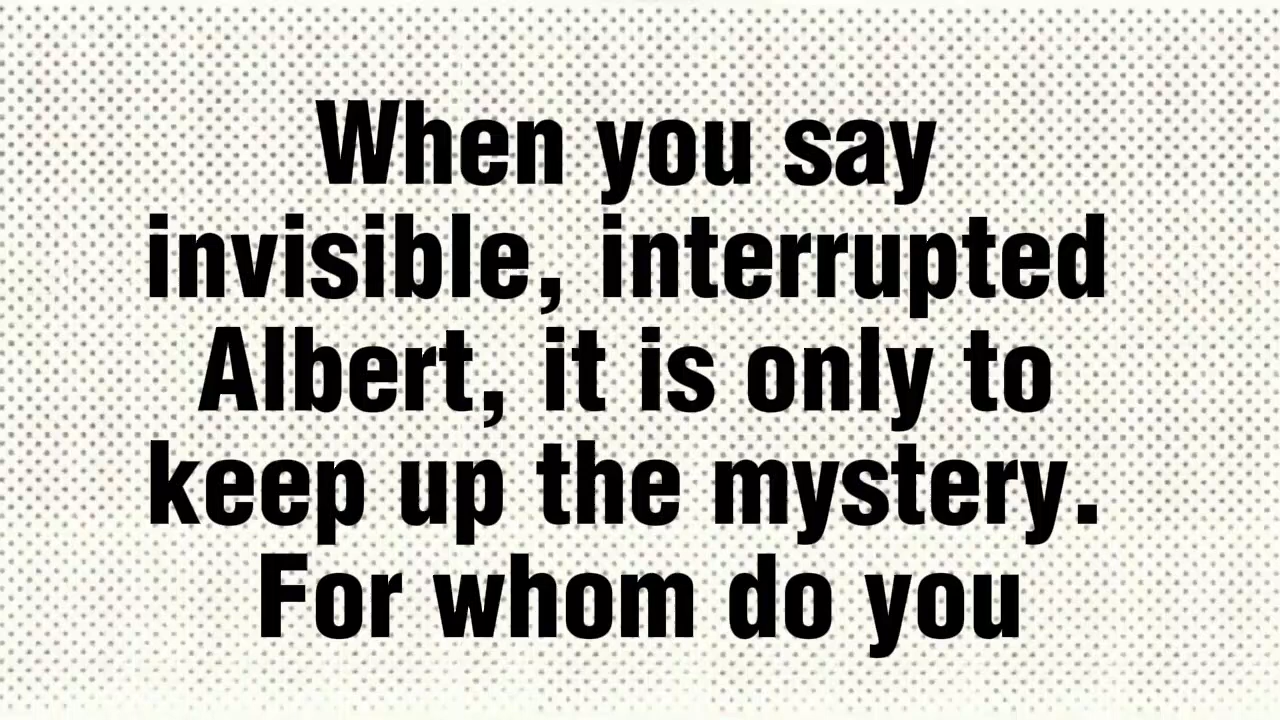 When you say
invisible, interrupted
Albert, it is only to
keep up the mystery.
For whom do you